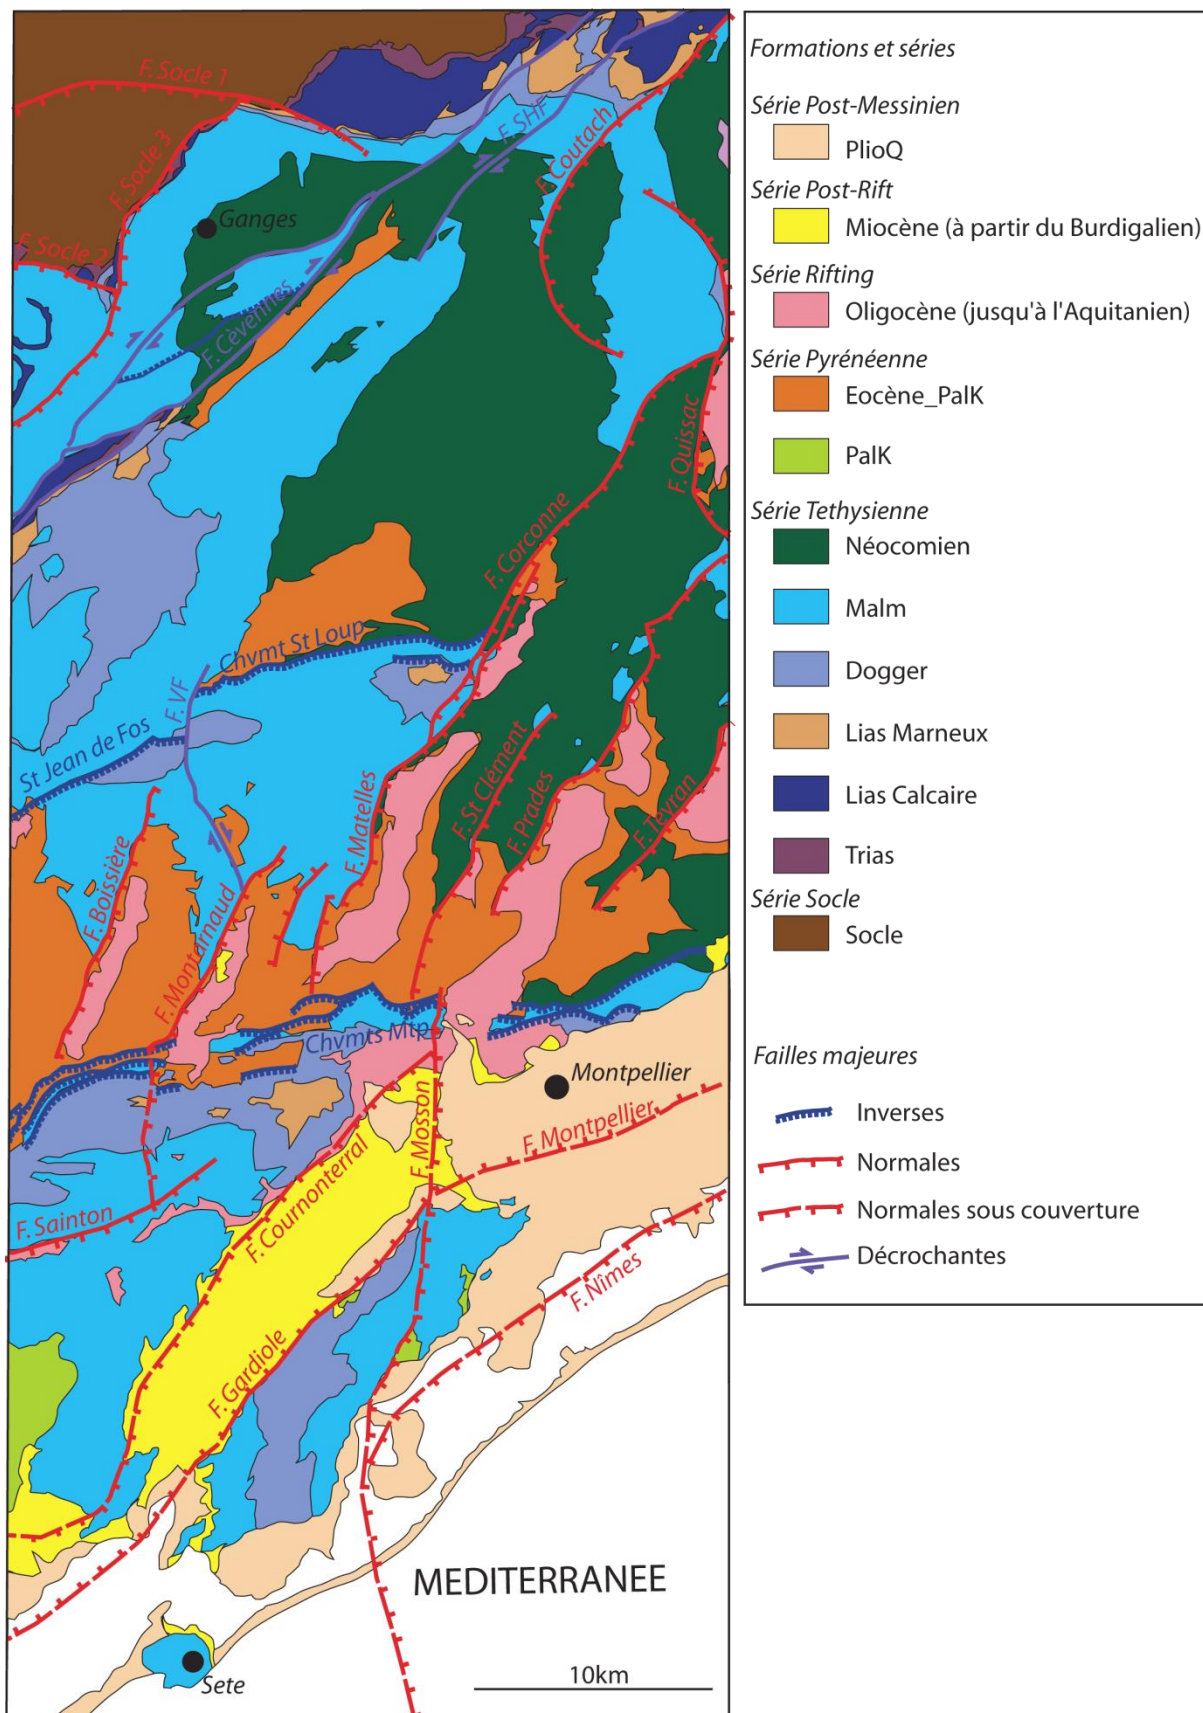 F. Socle 1
F. SHF
F. Coutach
F. Socle 3
Ganges
F. Socle 2
F. Cèvennes
F. Quissac
F. Corconne
Chvmt St Loup
F. VF
St Jean de Fos
F. St Clément
F. Matelles
F. Prades
F. Teyran
F. Boissière
F. Montarnaud
Chvmts Mtp
Montpellier
F. Mosson
F. Montpellier
F. Cournonterral
F. Sainton
F. Nîmes
F. Gardiole
MEDITERRANEE
10km
Sete
Formations et séries
Série Post-Messinien
PlioQ
Série Post-Rift
Miocène (à partir du Burdigalien)
Série Rifting
Oligocène (jusqu'à l'Aquitanien)
Série Pyrénéenne
Eocène_PalK
PalK
Série Tethysienne
Néocomien
Malm
Dogger
Lias Marneux
Lias Calcaire
Trias
Série Socle
Socle
Failles majeures
Inverses
Normales
Normales sous couverture
Décrochantes